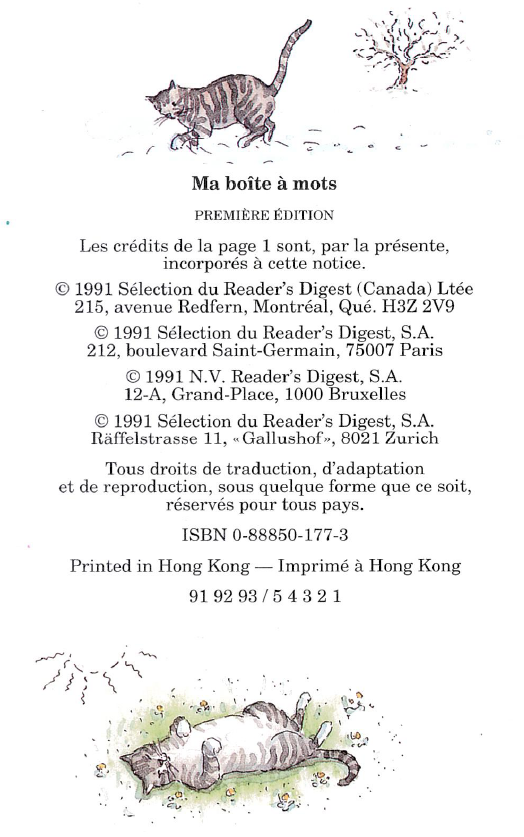 Ma boîte à mots
PREMIÈRE ÉDITION
Les crédits de la page 1 sont, par la présente,
incorporés à cette notice.
© 1991 Sélection du Reader's Digest (Canada) Ltée
215, avenue Redfern, Montréal, Qué. H3Z 2V9
© 1991 Sélection du Reader's Digest, S.A.
212, boulevard Saint-Germain, 75007 Paris
© 1991 N.V. Reader's Digest, S.A.
12-A, Grand-Place, 1000 Bruxelles
© 1991 Sélection du Reader's Digest, S.A.
Räffelstrasse 11, «Gallushof», 8021 Zurich
Tous droits de traduction, d'adaptation
et de reproduction, sous quelque forme que ce soit,
réservés pour tous pays.
ISBN 0-88850-177-3
Printed in Hong Kong — Imprimé à Hong Kong
91 92 93 / 5 4 3 2 1